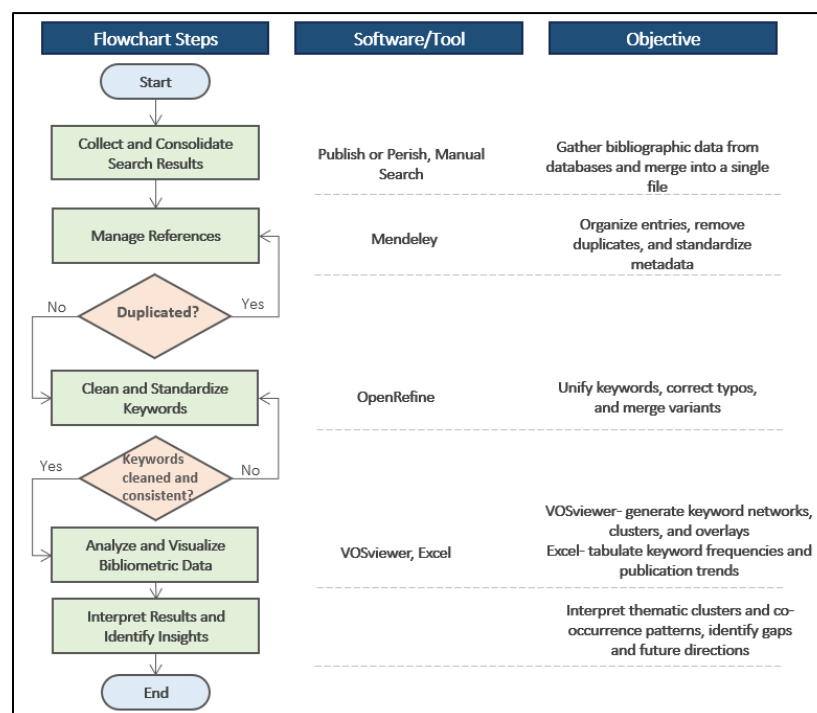 Flowchart Steps
Software/Tool
Objective
Start
Collect and Consolidate
Search Results
Publish or Perish, Manual
Search
Gather bibliographic data from
databases and merge into a single
file
Manage References
Mendeley
Organize entries, remove
duplicates, and standardize
metadata
No
Duplicated?
Yes
Clean and Standardize
Keywords
OpenRefine
Unify keywords, correct typos,
and merge variants
Yes
Keywords
cleaned and
consistent?
No
Analyze and Visualize
Bibliometric Data
VOSviewer, Excel
VOSviewer- generate keyword networks,
clusters, and overlays
Excel- tabulate keyword frequencies and
publication trends
Interpret Results and
Identify Insights
Interpret thematic clusters and co-
occurrence patterns, identify gaps
and future directions
End